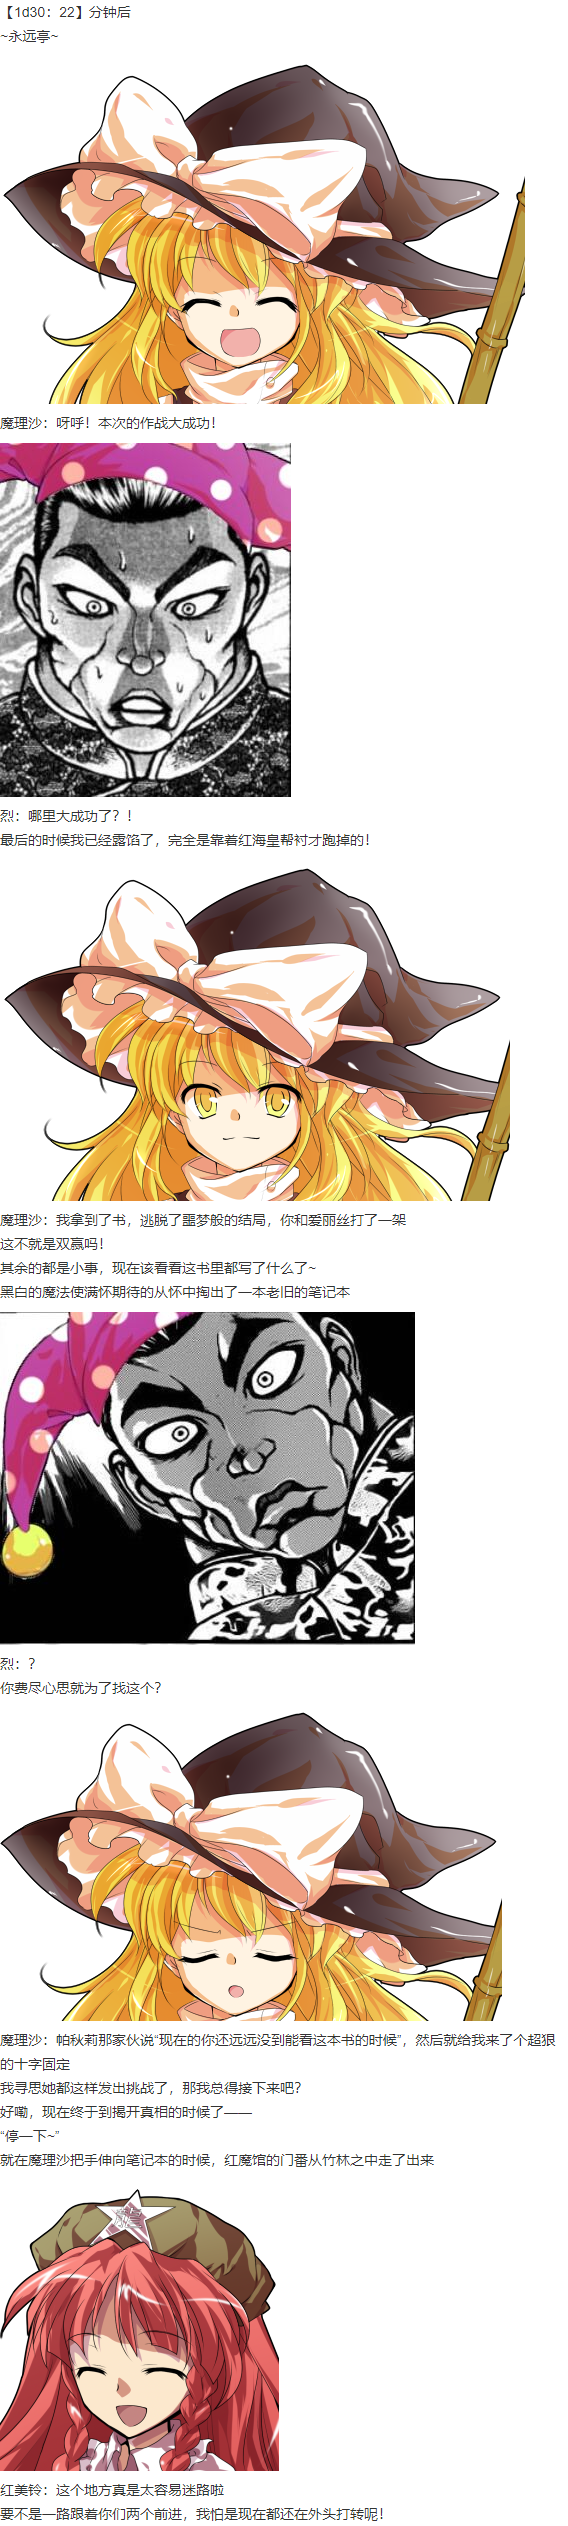 【1d30：22】分钟后
~永远亭~
魔理沙：呀呼！本次的作战大成功！
烈：哪里大成功了？！
最后的时候我已经露馅了，完全是靠着红海皇帮衬才跑掉的！
魔理沙：我拿到了书，逃脱了噩梦般的结局，你和爱丽丝打了一架
这不就是双赢吗！
其余的都是小事，现在该看看这书里都写了什么了~
黑白的魔法使满怀期待的从怀中掏出了一本老旧的笔记本
烈：？
你费尽心思就为了找这个？
魔理沙：帕秋莉那家伙说“现在的你还远远没到能看这本书的时候”，然后就给我来了个超狠
的十字固定
我寻思她都这样发出挑战了，那我总得接下来吧？
好嘞，现在终于到揭开真相的时候了——
“停一下~”
就在魔理沙把手伸向笔记本的时候，红魔馆的门番从竹林之中走了出来
红美铃：这个地方真是太容易迷路啦
要不是一路跟着你们两个前进，我怕是现在都还在外头打转呢！